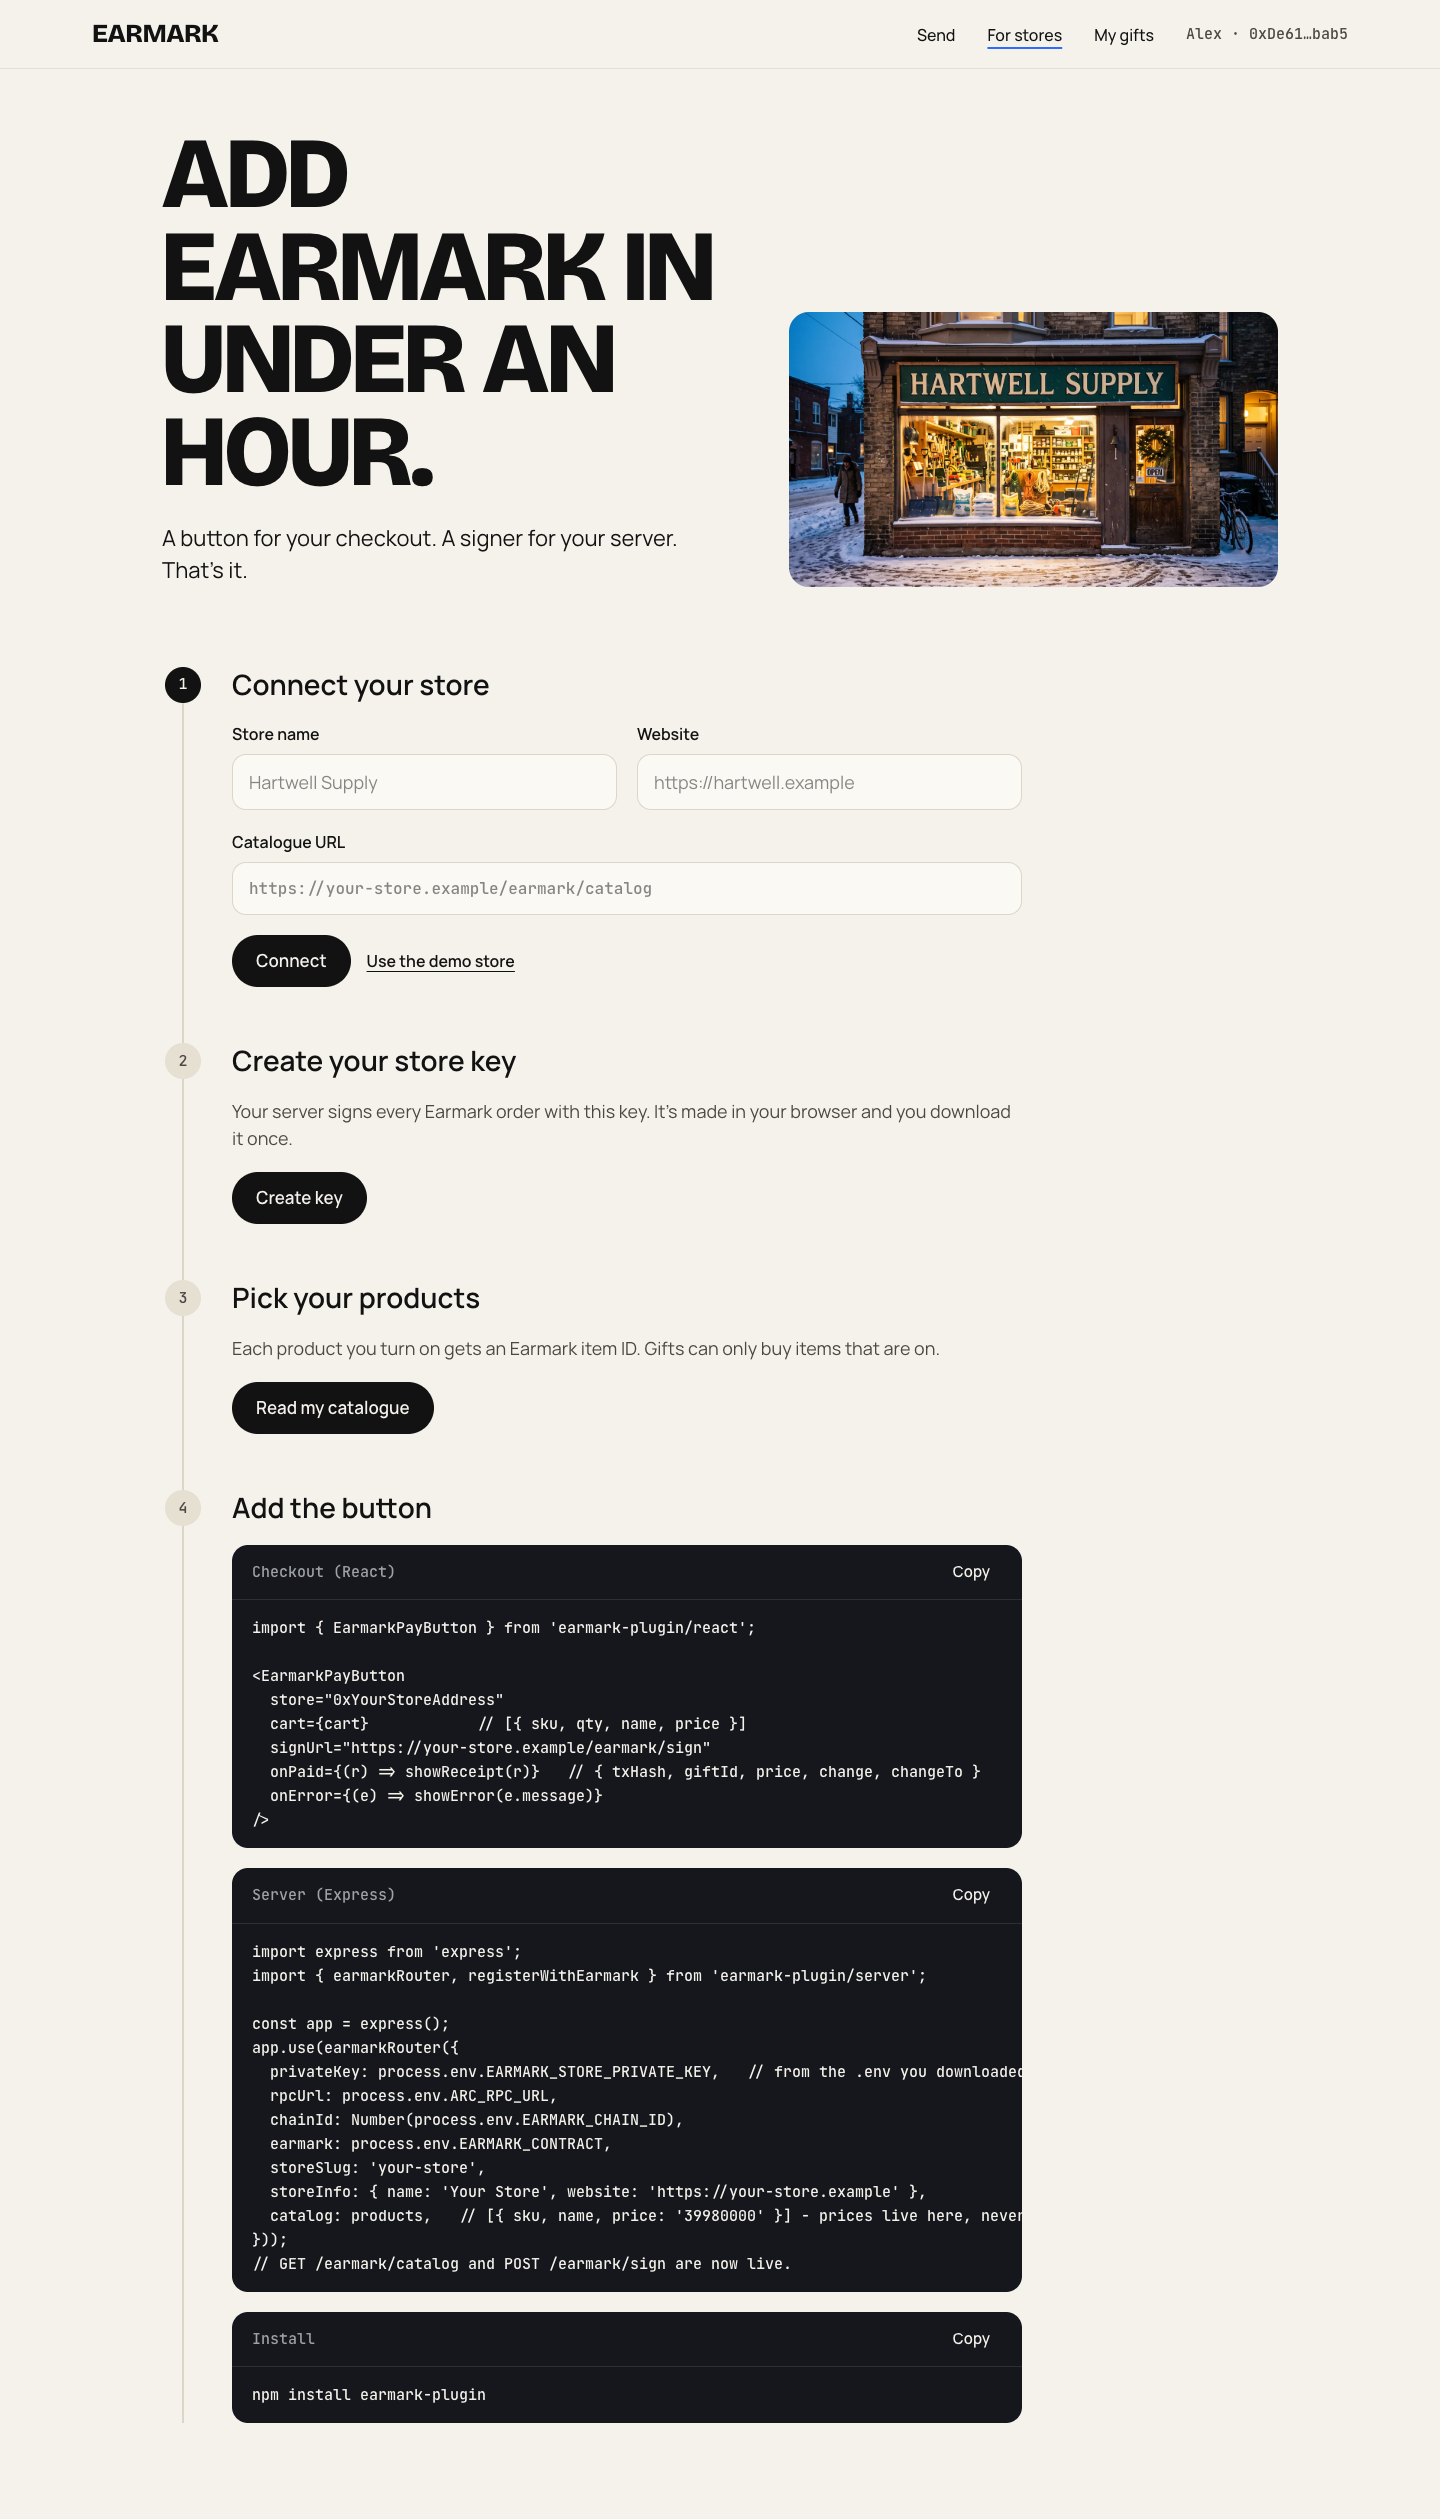 EARMARK
Send
For stores
My gifts
Alex · 0xDe61…bab5
ADD
EARMARK IN
UNDER AN
HOUR.
HARTWELL SUPPLY
OPEN
A button for your checkout. A signer for your server.
That’s it.
1
Connect your store
Store name
Website
Hartwell Supply
https://hartwell.example
Catalogue URL
https://your-store.example/earmark/catalog
Connect
Use the demo store
2
Create your store key
Your server signs every Earmark order with this key. It’s made in your browser and you download
it once.
Create key
3
Pick your products
Each product you turn on gets an Earmark item ID. Gifts can only buy items that are on.
Read my catalogue
4
Add the button
Checkout (React)
Copy
import { EarmarkPayButton } from 'earmark-plugin/react';
<EarmarkPayButton
  store="0xYourStoreAddress"
  cart={cart}            // [{ sku, qty, name, price }]
  signUrl="https://your-store.example/earmark/sign"
  onPaid={(r) => showReceipt(r)}   // { txHash, giftId, price, change, changeTo }
  onError={(e) => showError(e.message)}
/>
Server (Express)
Copy
import express from 'express';
import { earmarkRouter, registerWithEarmark } from 'earmark-plugin/server';
const app = express();
app.use(earmarkRouter({
  privateKey: process.env.EARMARK_STORE_PRIVATE_KEY,   // from the .env you downloaded
  rpcUrl: process.env.ARC_RPC_URL,
  chainId: Number(process.env.EARMARK_CHAIN_ID),
  earmark: process.env.EARMARK_CONTRACT,
  storeSlug: 'your-store',
  storeInfo: { name: 'Your Store', website: 'https://your-store.example' },
  catalog: products,   // [{ sku, name, price: '39980000' }] - prices live here, never
}));
// GET /earmark/catalog and POST /earmark/sign are now live.
Install
Copy
npm install earmark-plugin